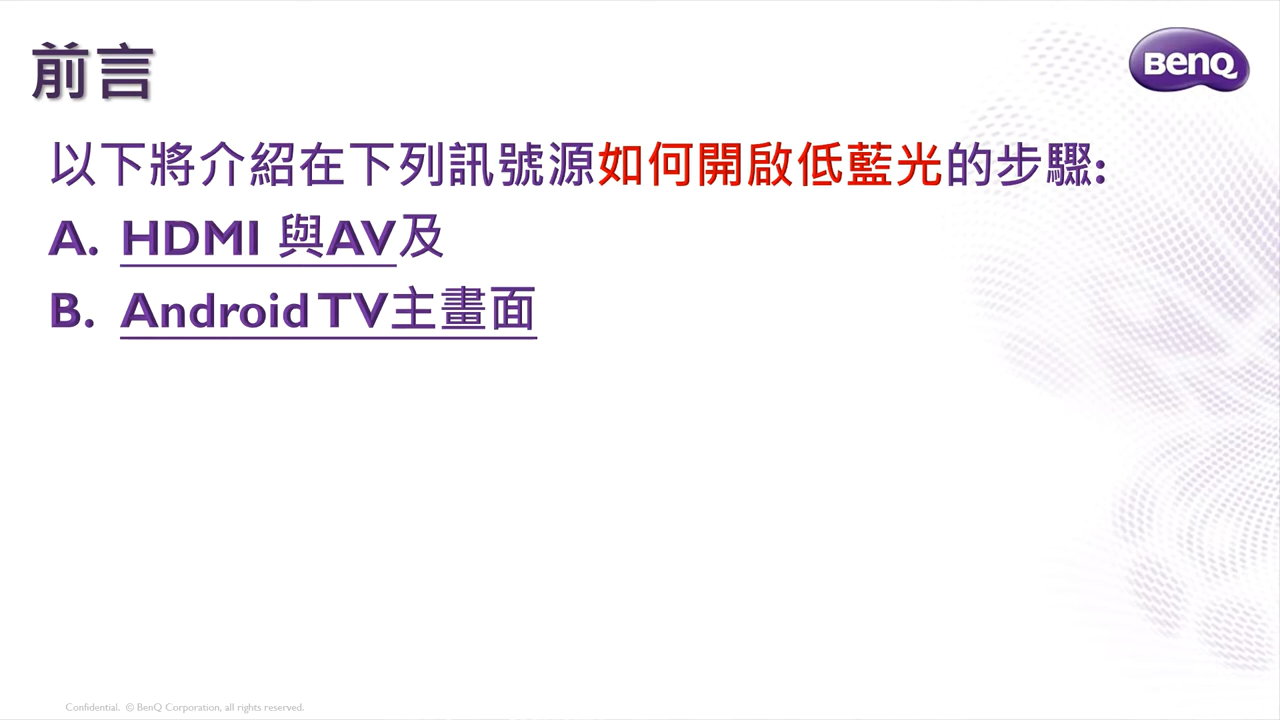 前言
BenQ
以下將介紹在下列訊號源如何開啟低藍光的步驟:
A. HDMI 與AV及
B. Android TV主畫面
Confidential. © BenQ Corporation, all rights reserved.